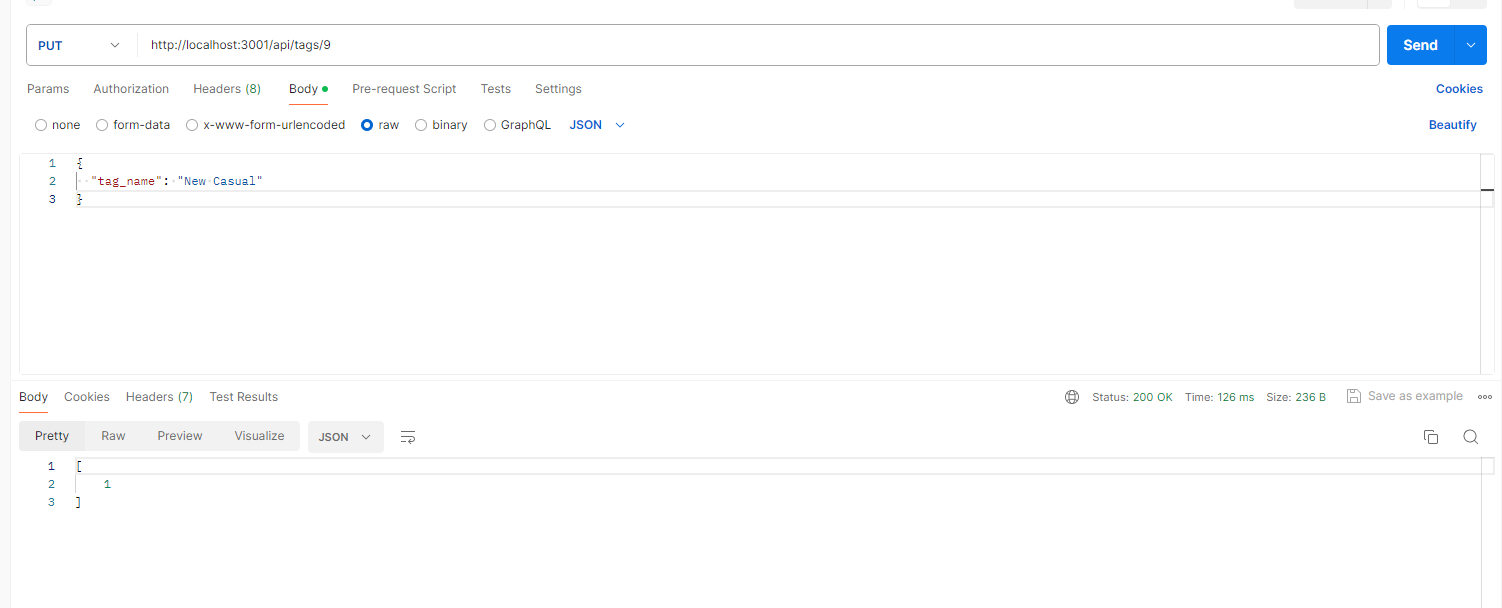 PUT http://localhost:3001/api/tags/9 Send
Params Authorization Headers (8) Body Pre-request Script Tests Settings Cookies
none form-data x-www-form-urlencoded raw binary GraphQL JSON Beautify
1 {
2 "tag_name": "New Casual"
3 }
Body Cookies Headers (7) Test Results Status: 200 OK Time: 126 ms Size: 236 B Save as example
Pretty Raw Preview Visualize JSON
1 [
2 1
3 ]